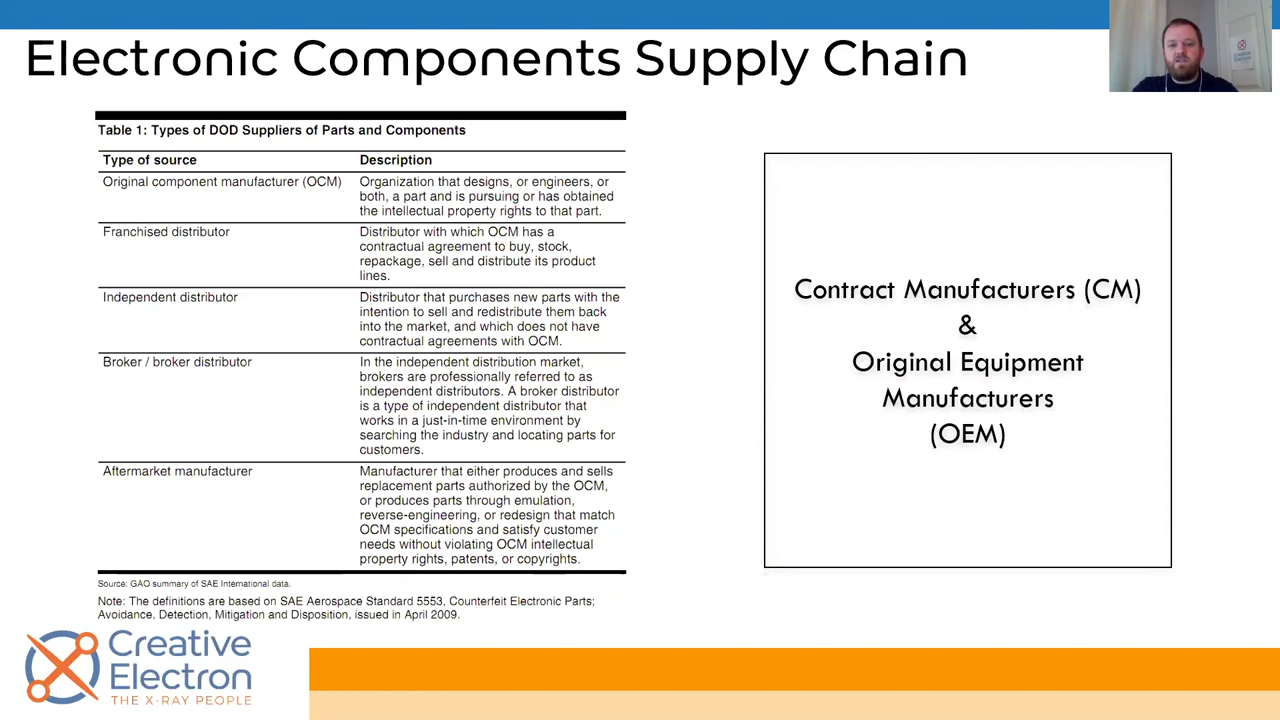 Electronic Components Supply Chain
Table 1: Types of DOD Suppliers of Parts and Components
Type of source
Description
Original component manufacturer (OCM)
Organization that designs, or engineers, or
both, a part and is pursuing or has obtained
the intellectual property rights to that part.
Franchised distributor
Distributor with which OCM has a
contractual agreement to buy, stock,
repackage, sell and distribute its product
lines.
Independent distributor
Distributor that purchases new parts with the
intention to sell and redistribute them back
into the market, and which does not have
contractual agreements with OCM.
Broker / broker distributor
In the independent distribution market,
brokers are professionally referred to as
independent distributors. A broker distributor
is a type of independent distributor that
works in a just-in-time environment by
searching the industry and locating parts for
customers.
Aftermarket manufacturer
Manufacturer that either produces and sells
replacement parts authorized by the OCM,
or produces parts through emulation,
reverse-engineering, or redesign that match
OCM specifications and satisfy customer
needs without violating OCM intellectual
property rights, patents, or copyrights.
Source: GAO summary of SAE International data.
Note: The definitions are based on SAE Aerospace Standard 5553, Counterfeit Electronic Parts;
Avoidance, Detection, Mitigation and Disposition, issued in April 2009.
Contract Manufacturers (CM)
&
Original Equipment
Manufacturers
(OEM)
Creative
Electron
THE X-RAY PEOPLE
Creative
Electron